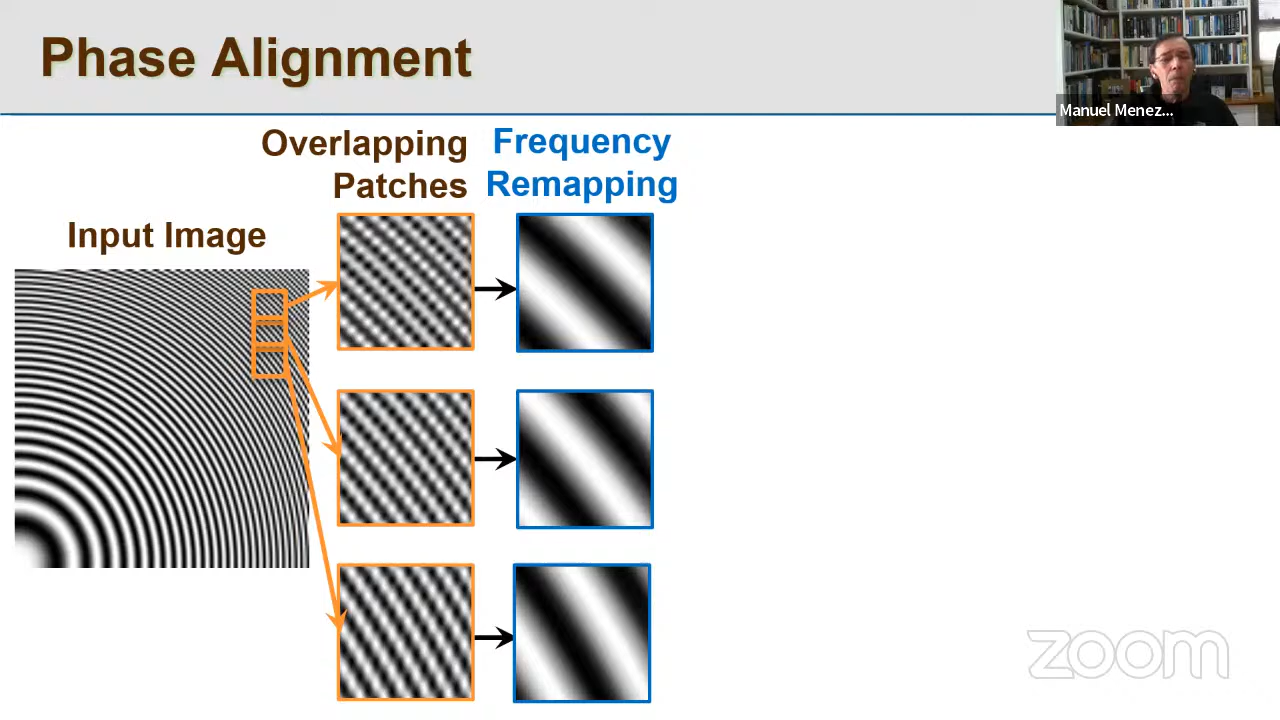 Phase Alignment
Manuel Menez...
Overlapping
Patches
Frequency
Remapping
Input Image
zoom